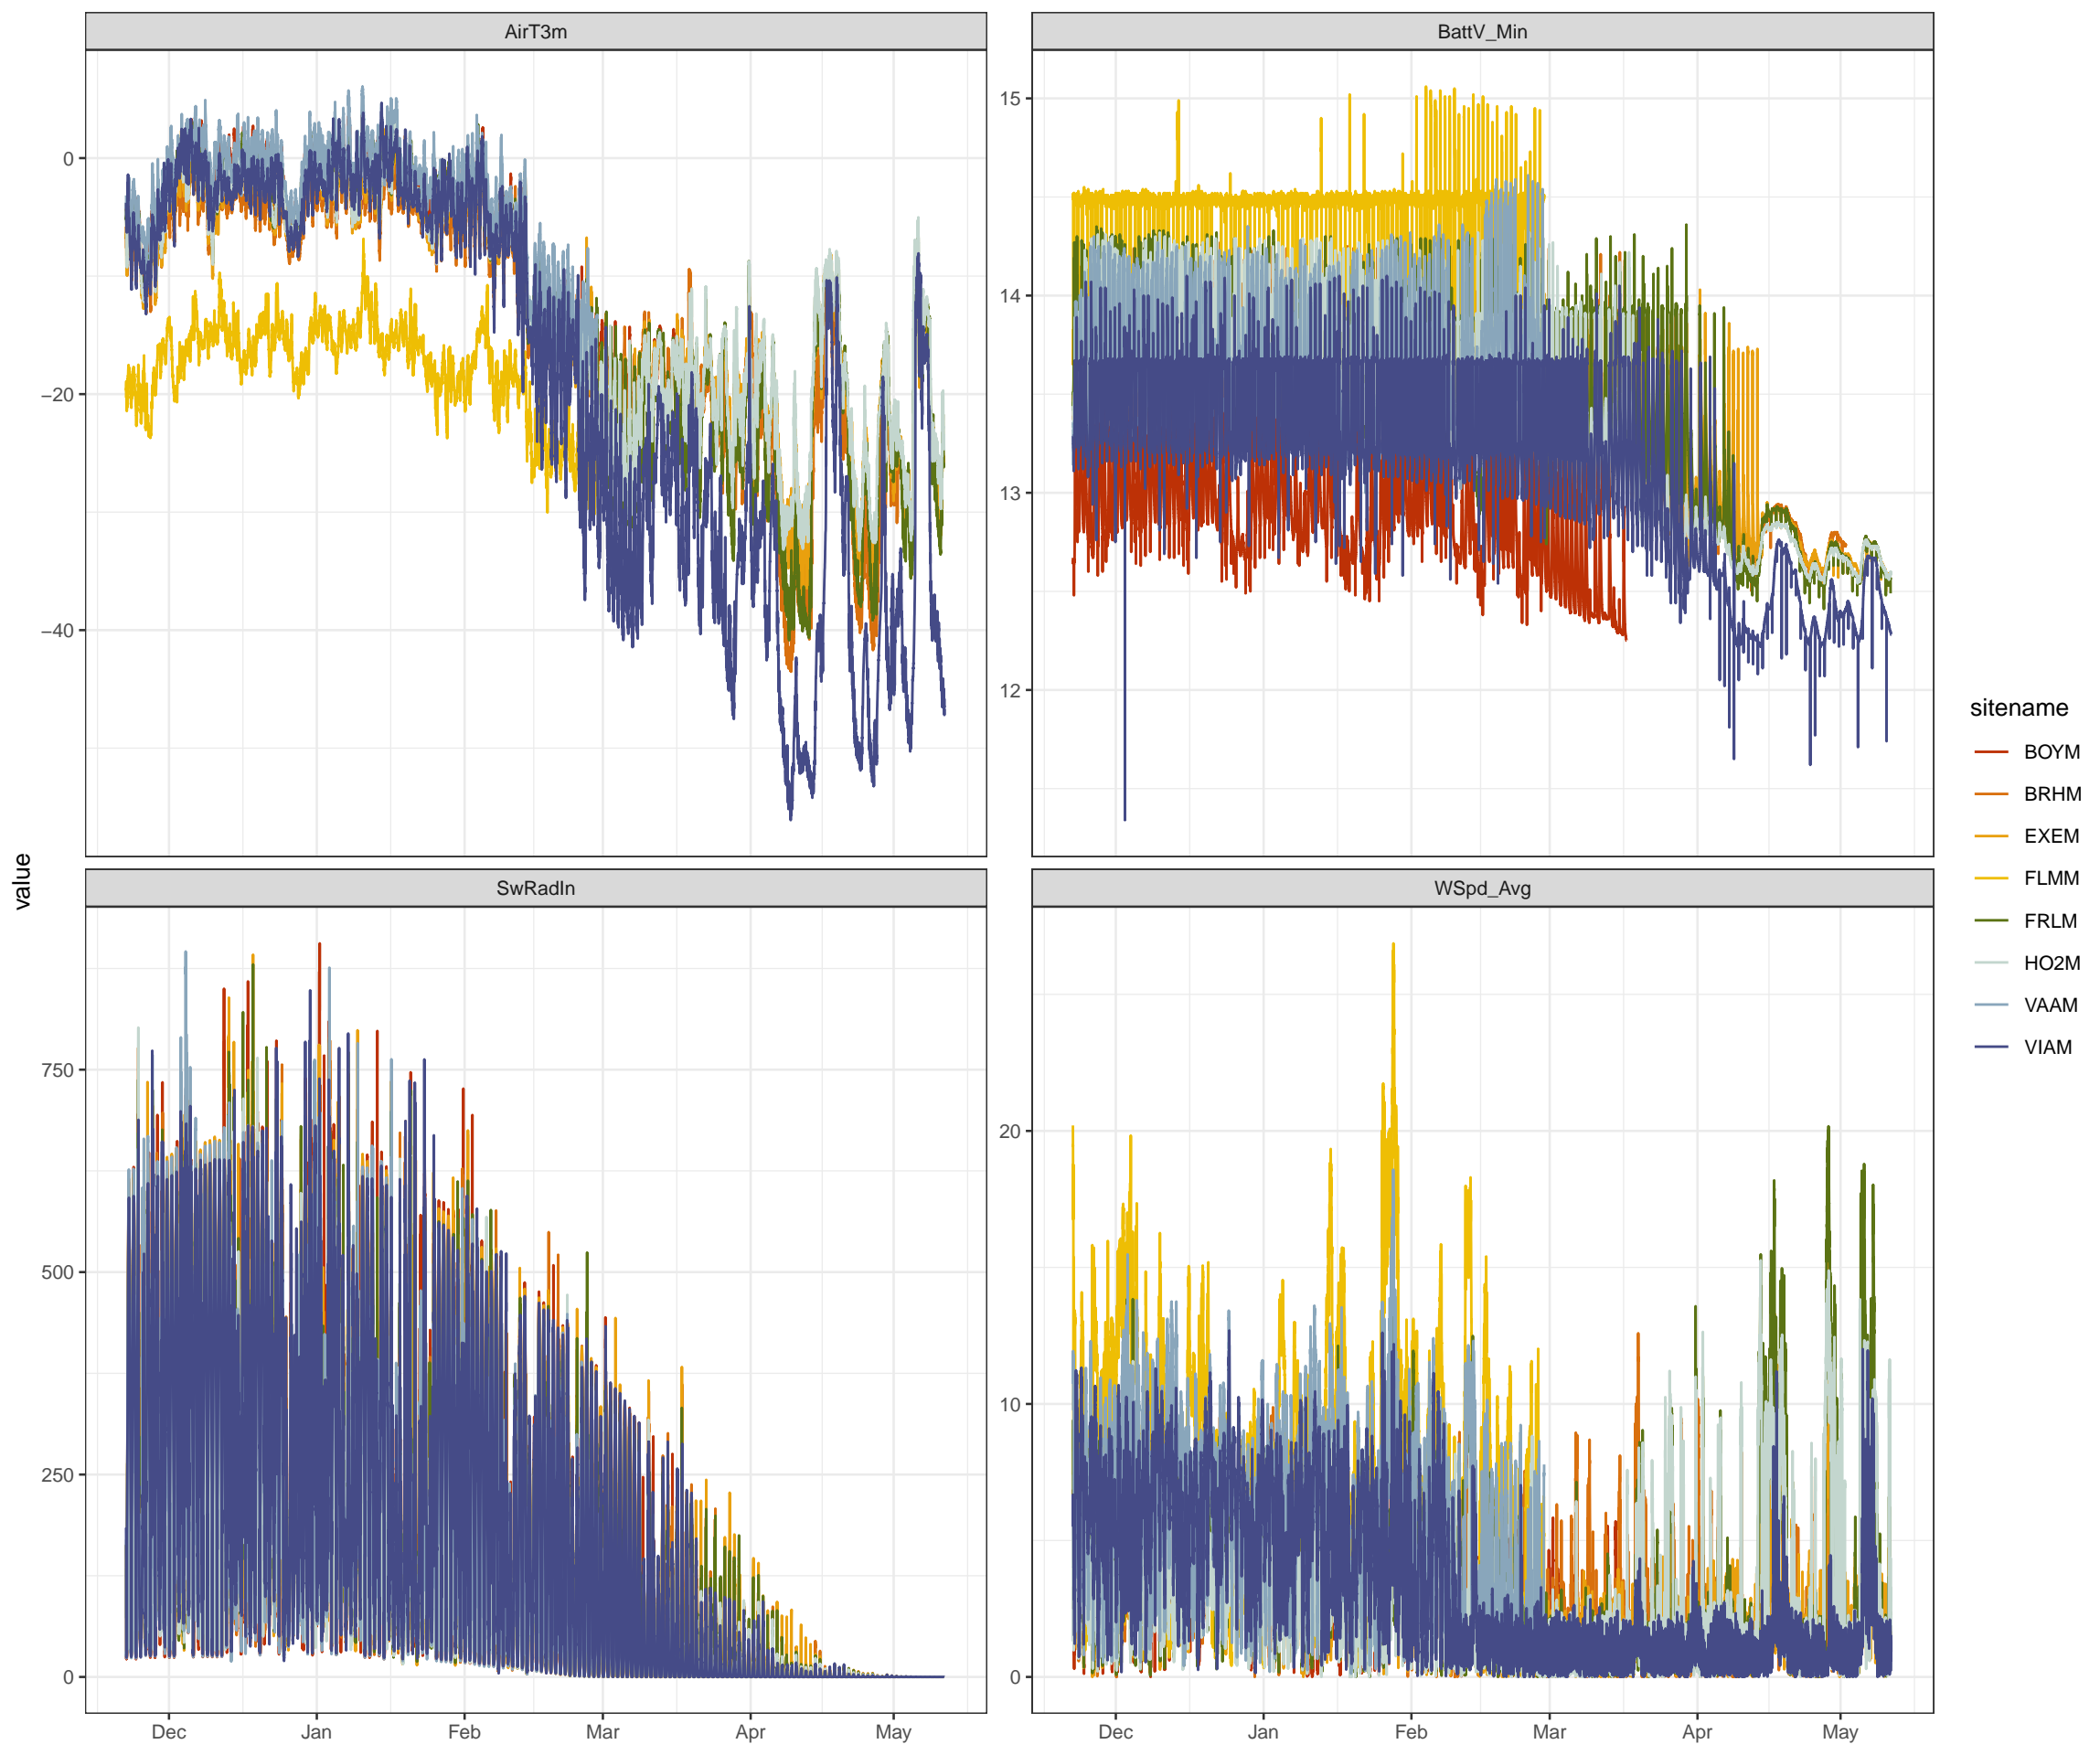 AirT3m
BattV_Min
0
−20
−40
15
14
13
12
value
SwRadIn
WSpd_Avg
750
500
250
0
20
10
0
Dec Jan Feb Mar Apr May
Dec Jan Feb Mar Apr May
sitename
BOYM
BRHM
EXEM
FLMM
FRLM
HO2M
VAAM
VIAM